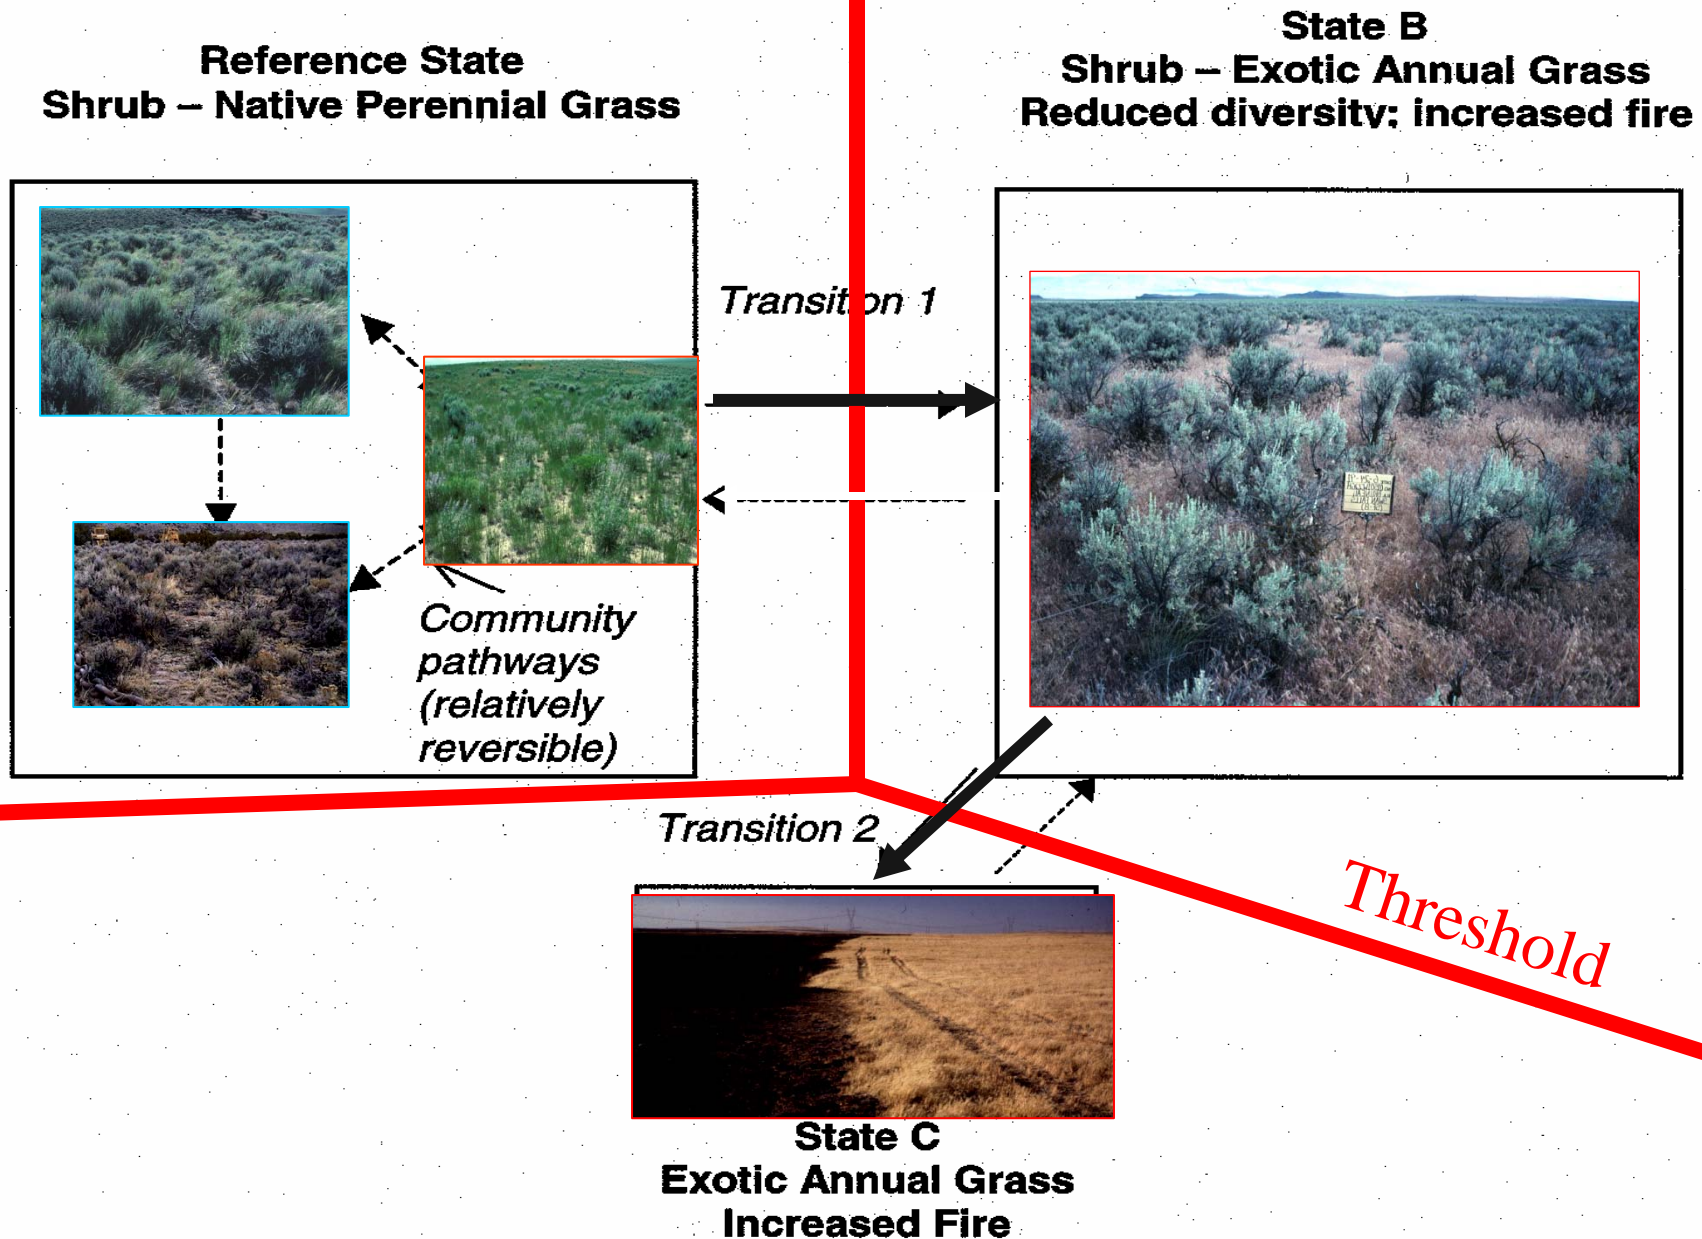 Reference State
Shrub – Native Perennial Grass
State B
Shrub – Exotic Annual Grass
Reduced diversity; increased fire
Transition 1
Community
pathways
(relatively
reversible)
Transition 2
Threshold
State C
Exotic Annual Grass
Increased Fire